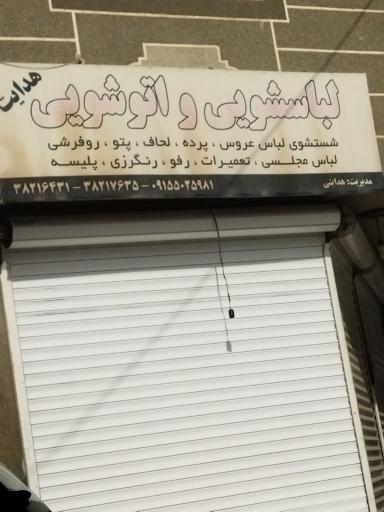 لباسشویی و اتوشویی
هدایت
شستشوی لباس عروس ، پرده ، لحاف ، پتو ، روفرشی
لباس مجلسی ، تعمیرات ، رفو ، رنگرزی ، پلیسه
مدیریت: هدائتی ۰۹۱۵۵۰۲۵۹۸۱ - ۳۸۲۱۷۶۳۵ - ۳۸۲۱۶۴۳۱